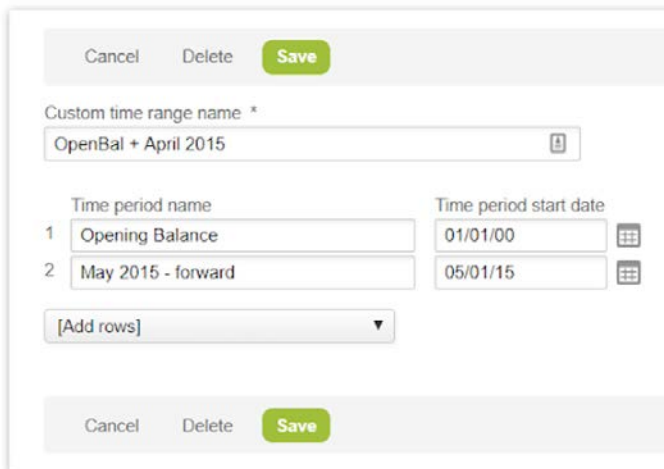 Cancel Delete Save
Custom time range name *
OpenBal + April 2015
Time period name Time period start date
1 Opening Balance 01/01/00
2 May 2015 - forward 05/01/15
[Add rows]
Cancel Delete Save